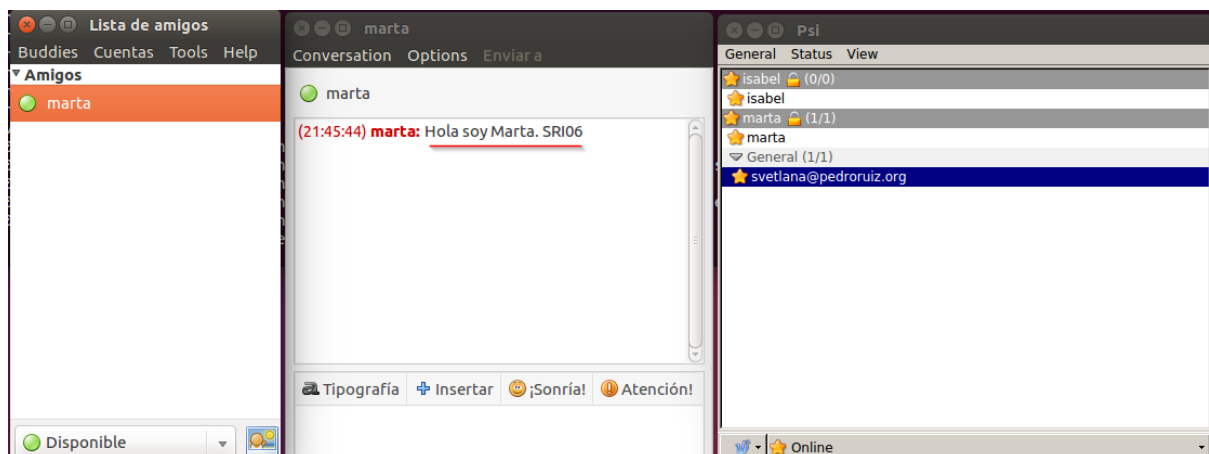 Lista de amigos
Buddies Cuentas Tools Help
Amigos
marta
Disponible
marta
Conversation Options Enviar a
marta
(21:45:44) marta: Hola soy Marta. SRI06
Tipografía Insertar ¡Sonría! ¡Atención!
Psi
General Status View
isabel (0/0)
isabel
marta (1/1)
marta
General (1/1)
svetlana@pedroruiz.org
Online